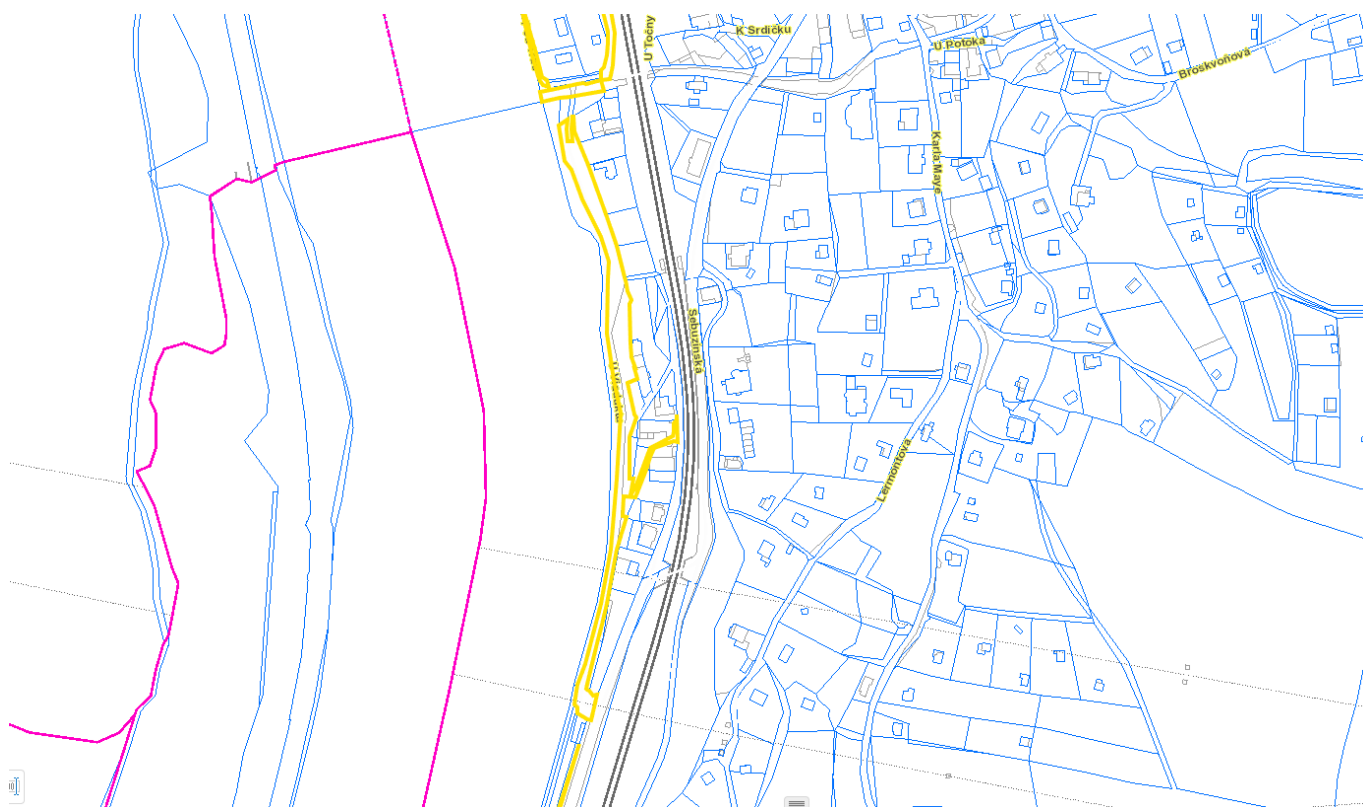 K Srdíčku
U Točny
U Potoka
Broskvoňová
Karla Maye
Sebuzínská
Lermontova